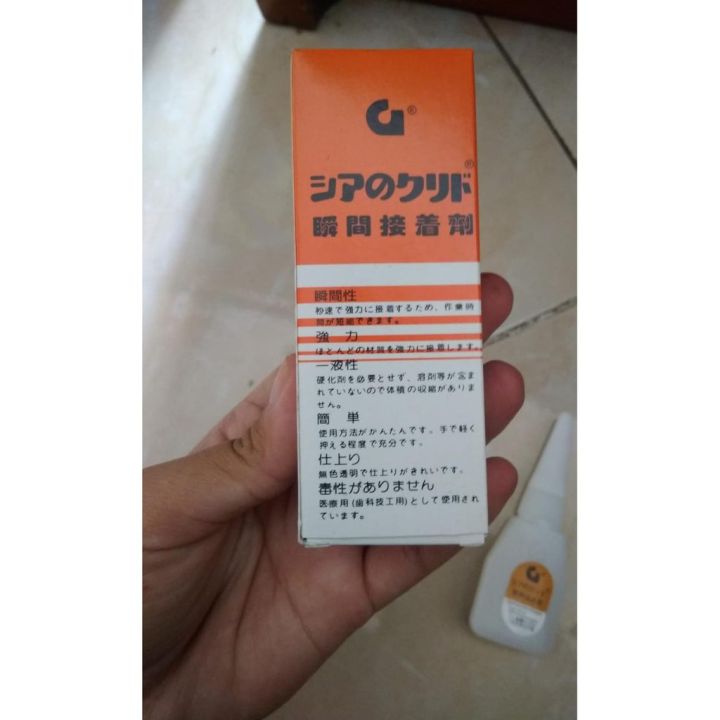 G®
シアのクリド®
瞬間接着劑
瞬間性
秒速で強力に接着するため、作業時
間が短縮できます。
強力
ほとんどの材質を強力に接着します。
一液性
硬化剤を必要とせず、溶剤等が含ま
れていないので体積の収縮がありま
せん。
簡単
使用方法がかんたんです。手で軽く
押える程度で充分です。
仕上り
無色透明で仕上りがきれいです。
毒性がありません
医療用(歯科技工用)として使用され
ています。